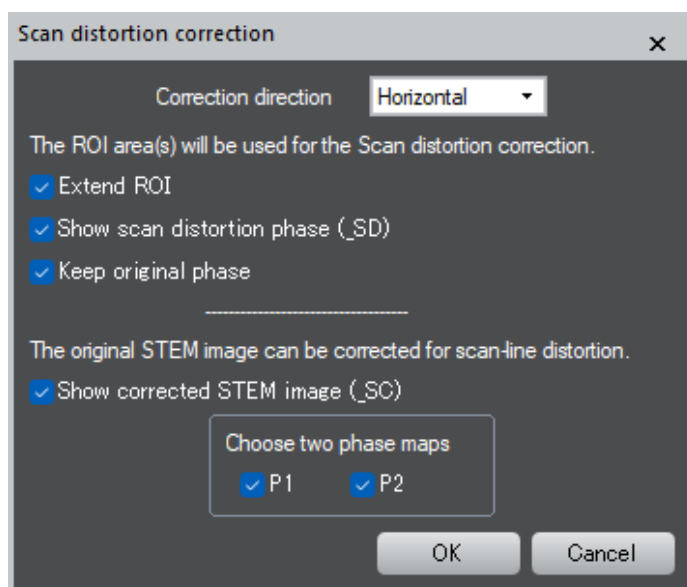 Scan distortion correction
Correction direction Horizontal
The ROI area(s) will be used for the Scan distortion correction.
Extend ROI
Show scan distortion phase (_SD)
Keep original phase
-----------------------------------
The original STEM image can be corrected for scan-line distortion.
Show corrected STEM image (_SC)
Choose two phase maps
P1 P2
OK Cancel